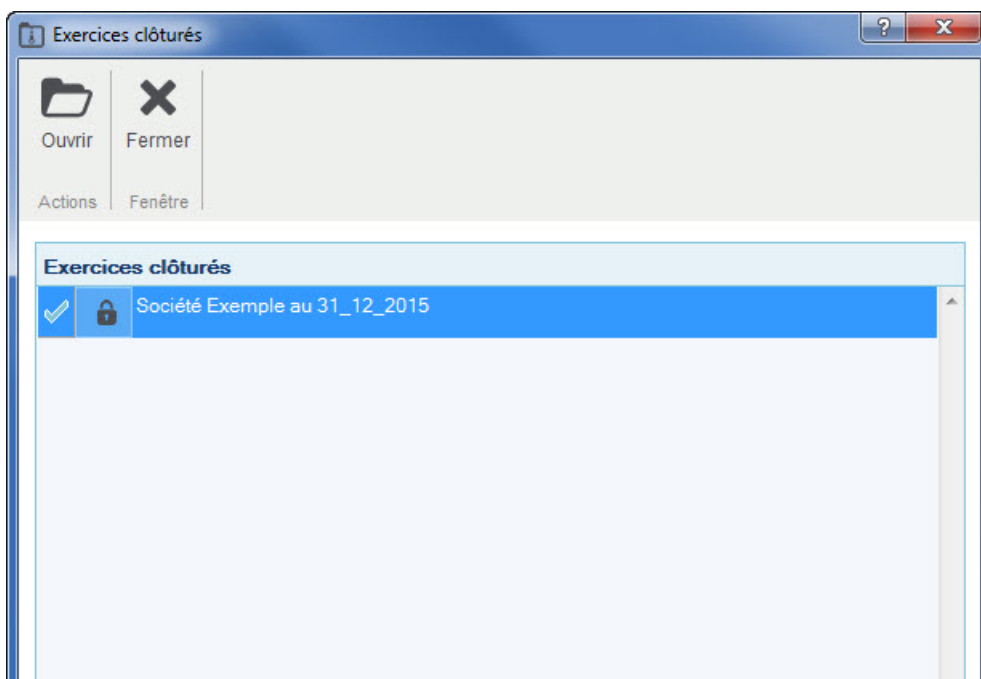 Exercices clôturés
Ouvrir Fermer
Actions Fenêtre
Exercices clôturés
Société Exemple au 31_12_2015